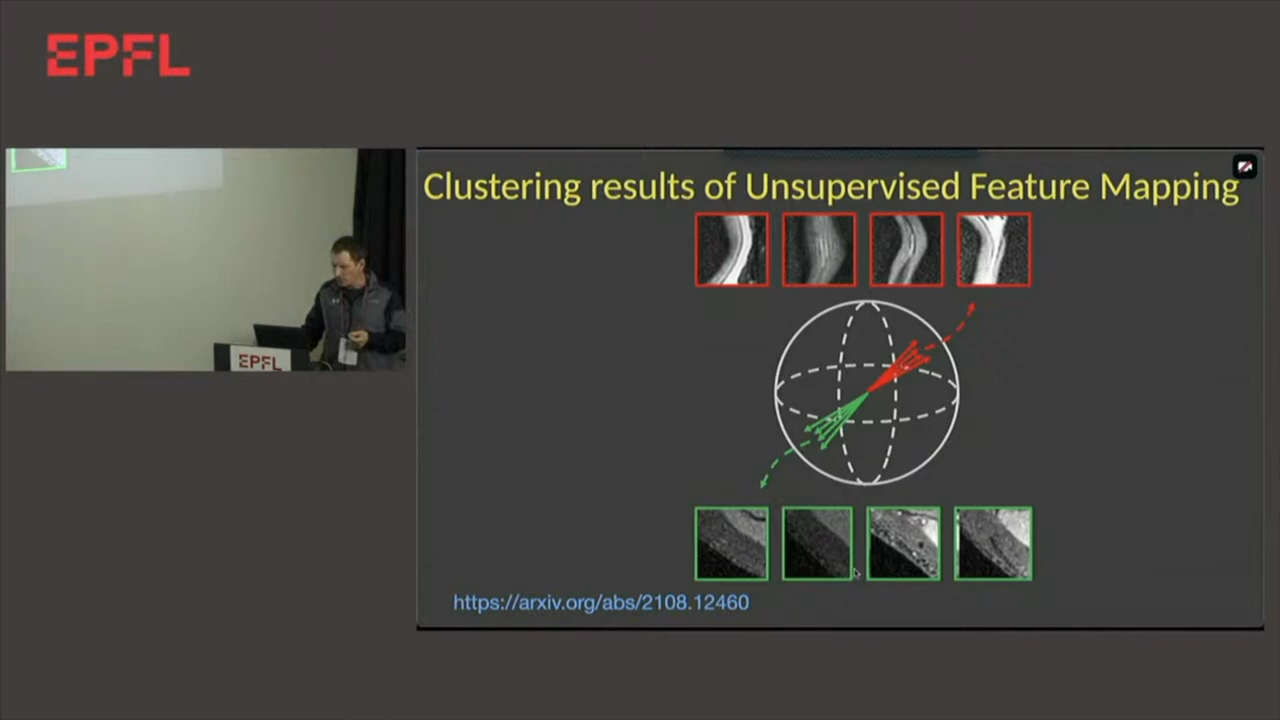 EPFL
Clustering results of Unsupervised Feature Mapping
EPFL
https://arxiv.org/abs/2108.12460